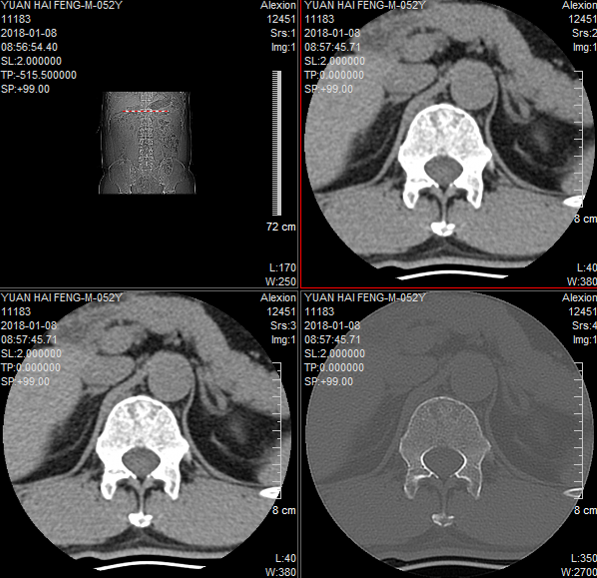 YUAN HAI FENG-M-052Y
11183
2018-01-08
08:56:54.40
SL:2.000000
TP:-515.500000
SP:+99.00
Alexion
12451
Srs:1
Img:1
72 cm
L:170
W:250
YUAN HAI FENG-M-052Y
11183
2018-01-08
08:57:45.71
SL:2.000000
TP:0.000000
SP:+99.00
Alexion
12451
Srs:2
Img:1
8 cm
L:40
W:380
YUAN HAI FENG-M-052Y
11183
2018-01-08
08:57:45.71
SL:2.000000
TP:0.000000
SP:+99.00
Alexion
12451
Srs:3
Img:1
8 cm
L:40
W:380
YUAN HAI FENG-M-052Y
11183
2018-01-08
08:57:45.71
SL:2.000000
TP:0.000000
SP:+99.00
Alexion
12451
Srs:4
Img:1
8 cm
L:350
W:2700